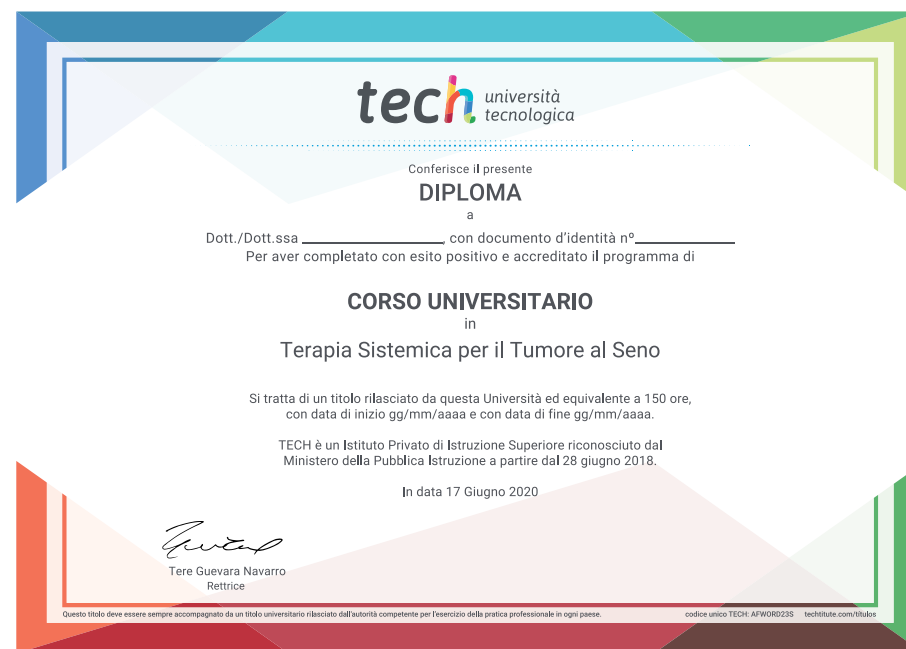 tech università
tecnologica
Conferisce il presente
DIPLOMA
a
Dott./Dott.ssa ____________________, con documento d'identità nº______________
Per aver completato con esito positivo e accreditato il programma di
CORSO UNIVERSITARIO
in
Terapia Sistemica per il Tumore al Seno
Si tratta di un titolo rilasciato da questa Università ed equivalente a 150 ore,
con data di inizio gg/mm/aaaa e con data di fine gg/mm/aaaa.
TECH è un Istituto Privato di Istruzione Superiore riconosciuto dal
Ministero della Pubblica Istruzione a partire dal 28 giugno 2018.
In data 17 Giugno 2020
Tere Guevara Navarro
Rettrice
Questo titolo deve essere sempre accompagnato da un titolo universitario rilasciato dall'autorità competente per l'esercizio della pratica professionale in ogni paese. codice unico TECH: AFWORD23S techtitute.com/titulos